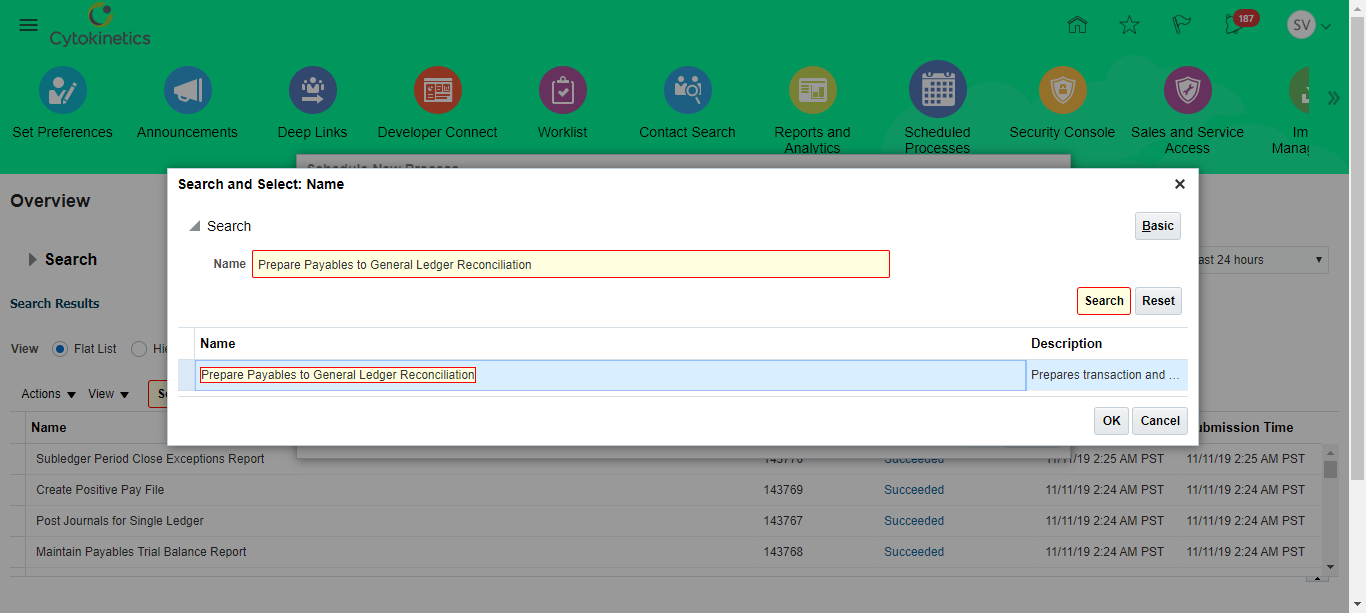 Cytokinetics
187
SV
Set Preferences
Announcements
Deep Links
Developer Connect
Worklist
Contact Search
Reports and
Analytics
Scheduled
Processes
Security Console
Sales and Service
Access
Im
Manag
Schedule New Process
Overview
Search and Select: Name
Search
Basic
Name Prepare Payables to General Ledger Reconciliation
Search Reset
Name Description
Prepare Payables to General Ledger Reconciliation Prepares transaction and ...
OK Cancel
Search
ast 24 hours
Search Results
View Flat List Hie
Actions View
Name ubmission Time
Subledger Period Close Exceptions Report 143770 Succeeded 11/11/19 2:25 AM PST 11/11/19 2:25 AM PST
Create Positive Pay File 143769 Succeeded 11/11/19 2:24 AM PST 11/11/19 2:24 AM PST
Post Journals for Single Ledger 143767 Succeeded 11/11/19 2:24 AM PST 11/11/19 2:24 AM PST
Maintain Payables Trial Balance Report 143768 Succeeded 11/11/19 2:24 AM PST 11/11/19 2:24 AM PST